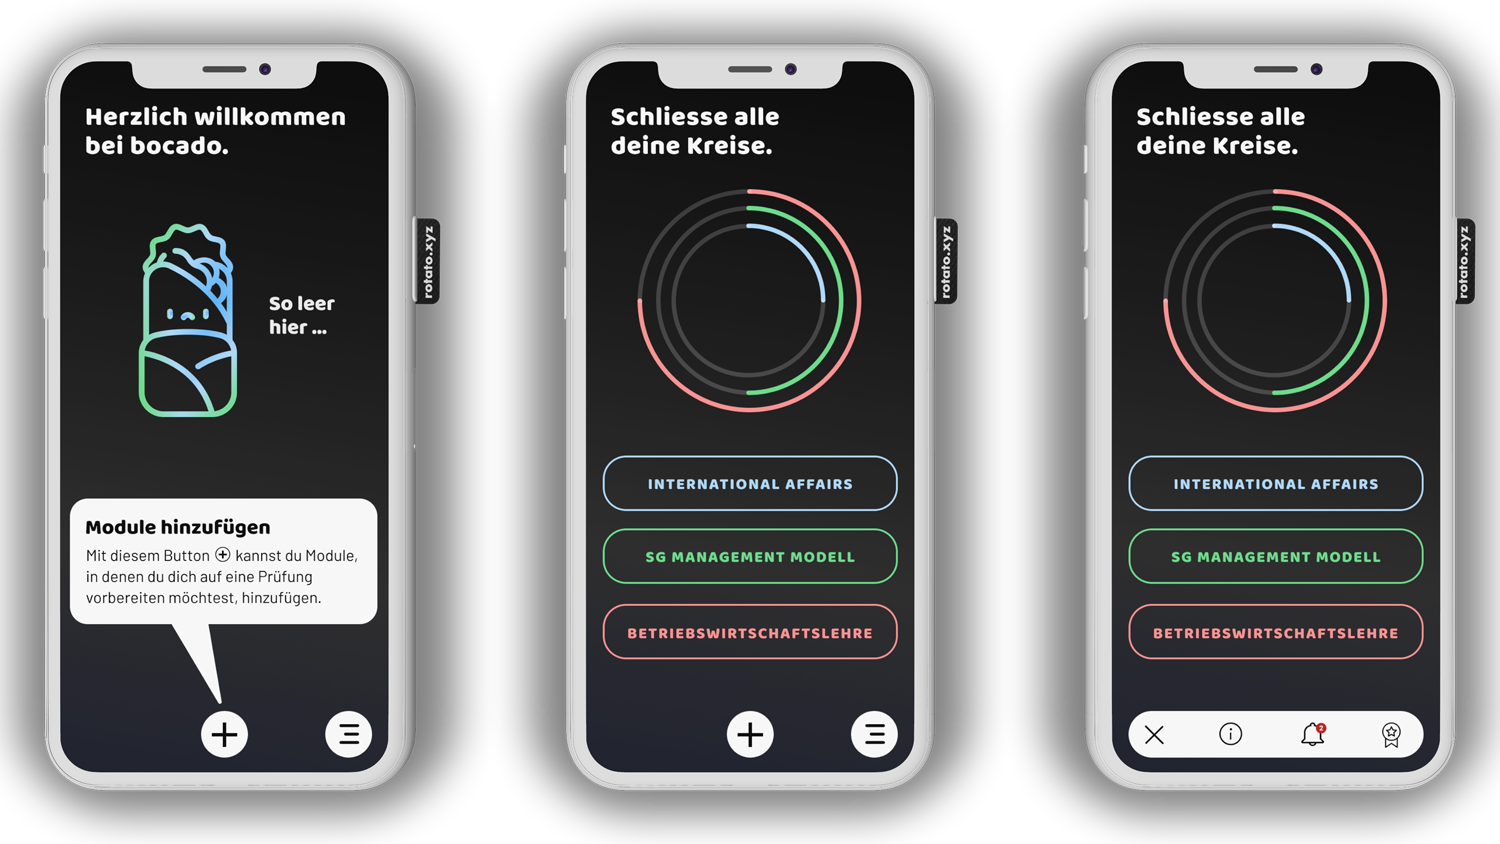 Herzlich willkommen
bei bocado.
So leer
hier ...
Module hinzufügen
Mit diesem Button ⊕ kannst du Module,
in denen du dich auf eine Prüfung
vorbereiten möchtest, hinzufügen.
rotato.xyz
Schliesse alle
deine Kreise.
INTERNATIONAL AFFAIRS
SG MANAGEMENT MODELL
BETRIEBSWIRTSCHAFTSLEHRE
rotato.xyz
Schliesse alle
deine Kreise.
INTERNATIONAL AFFAIRS
SG MANAGEMENT MODELL
BETRIEBSWIRTSCHAFTSLEHRE
2
rotato.xyz